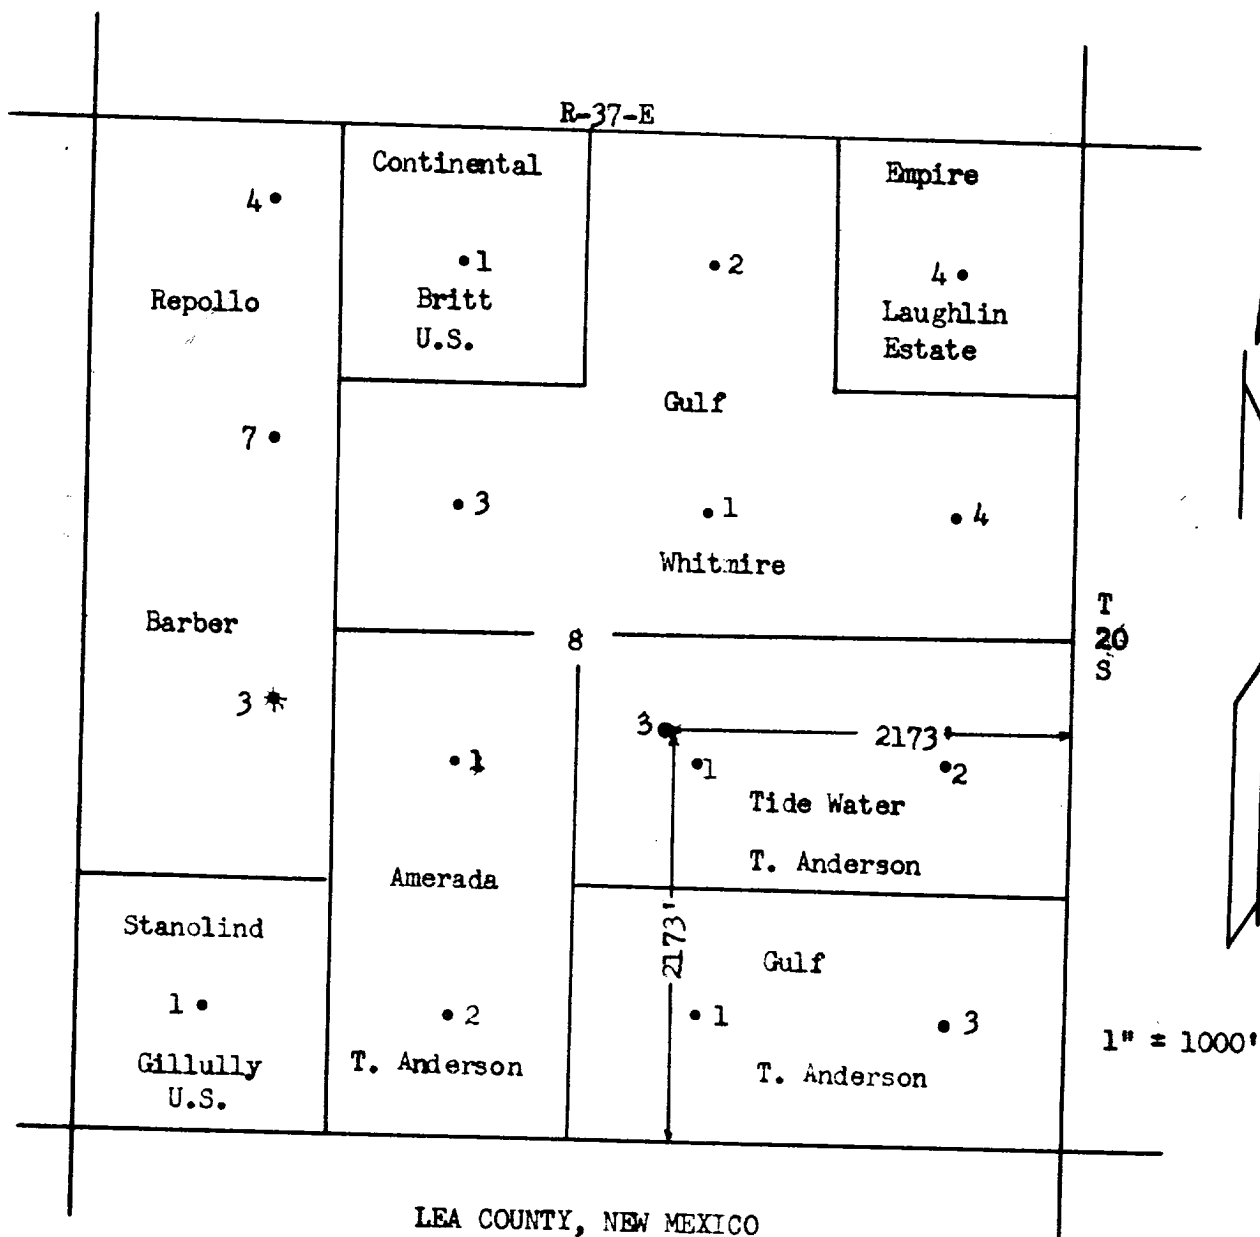 R-37-E
Continental
Empire
4
1
2
4
Repollo
Britt
U.S.
Laughlin
Estate
Gulf
7
3
1
4
Whitmire
T
20
S
Barber
8
3
3
2173'
1
1
2
Tide Water
T. Anderson
Amerada
2173'
Stanolind
Gulf
1
2
1
3
1" = 1000'
Gillully
U.S.
T. Anderson
T. Anderson
LEA COUNTY, NEW MEXICO